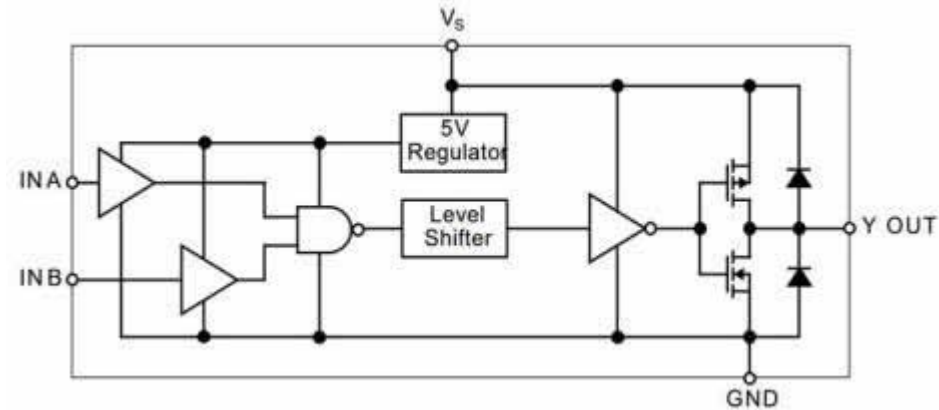 Vs
5V
Regulator
INA
Level
Shifter
Y OUT
INB
GND